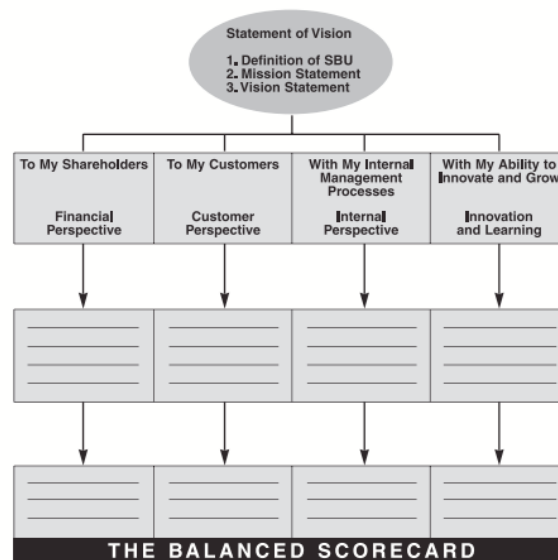 Statement of Vision
1. Definition of SBU
2. Mission Statement
3. Vision Statement
To My Shareholders
Financial
Perspective
To My Customers
Customer
Perspective
With My Internal
Management
Processes
Internal
Perspective
With My Ability to
Innovate and Grow
Innovation
and Learning
THE BALANCED SCORECARD